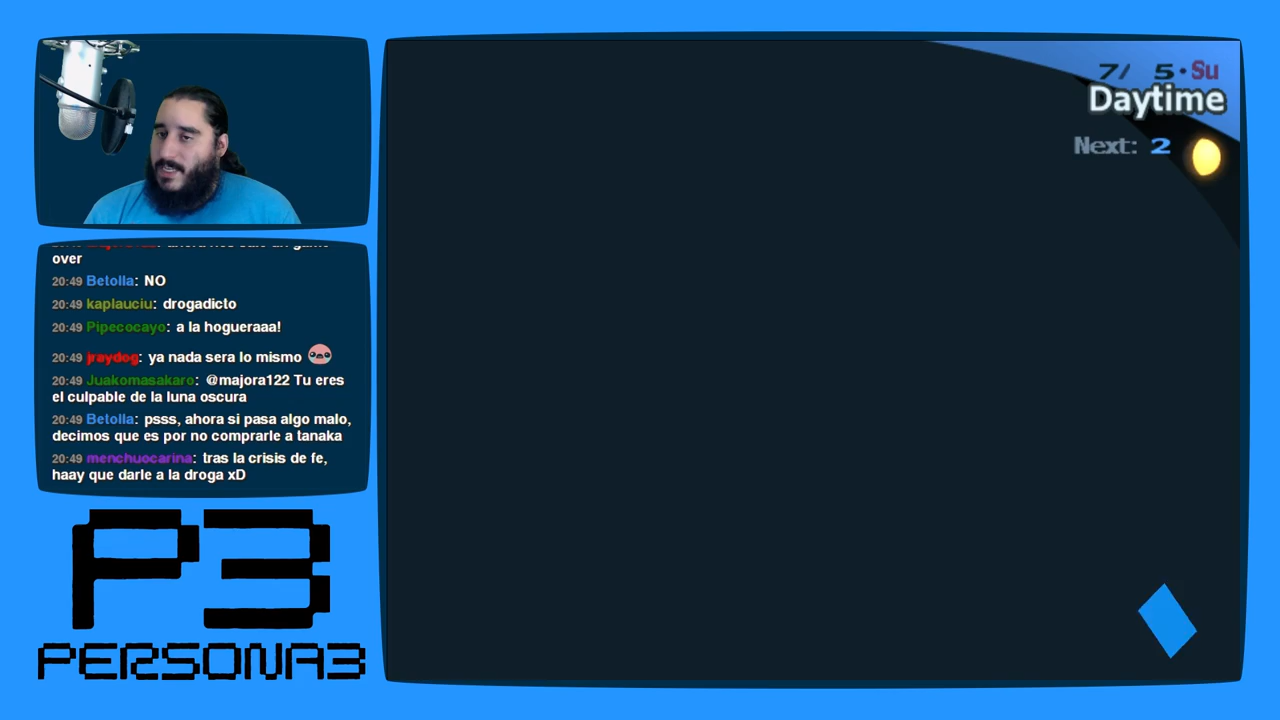 7/ 5·Su
Daytime
Next: 2
over
20:49 Betolla: NO
20:49 kaplauciu: drogadicto
20:49 Pipecocayo: a la hogueraaa!
20:49 jraydog: ya nada sera lo mismo
20:49 Juakomasakaro: @majora122 Tu eres
el culpable de la luna oscura
20:49 Betolla: psss, ahora si pasa algo malo,
decimos que es por no comprarle a tanaka
20:49 menchuocarina: tras la crisis de fe,
haay que darle a la droga xD
P3
PERSONA3